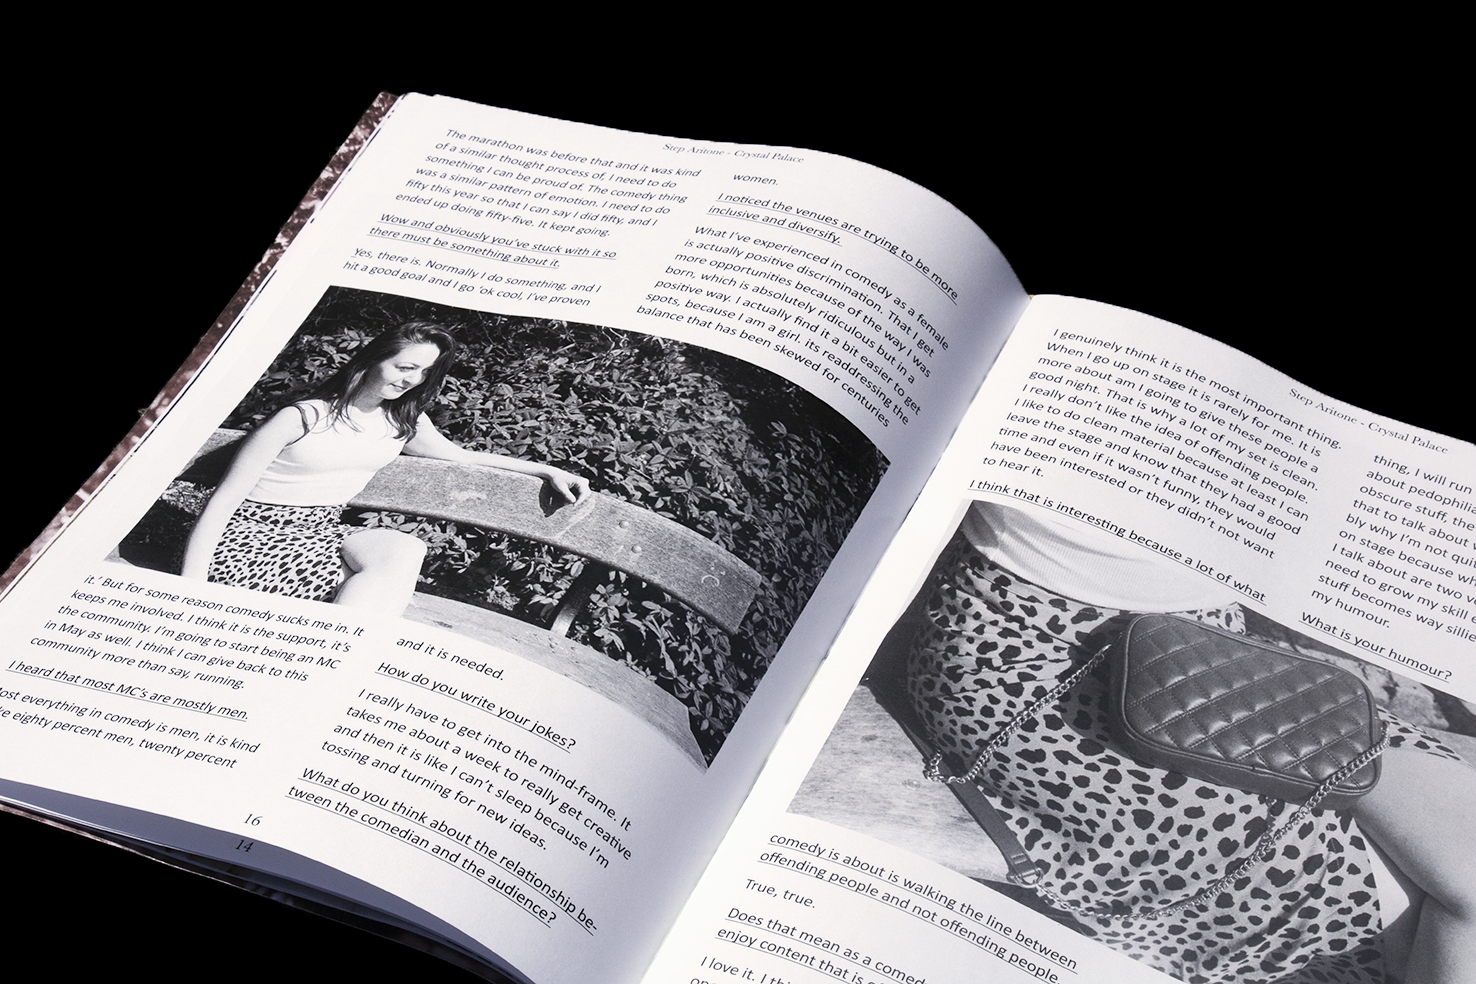 Step Aritone - Crystal Palace
The marathon was before that and it was kind
of a similar thought process of, I need to do
something I can be proud of. The comedy thing
was a similar pattern of emotion. I need to do
fifty this year so that I can say I did fifty, and I
ended up doing fifty-five. It kept going.
Wow and obviously you've stuck with it so
there must be something about it.
Yes, there is. Normally I do something, and I
hit a good goal and I go 'ok cool, I've proven
it.' But for some reason comedy sucks me in. It
keeps me involved. I think it is the support, it's
the community. I'm going to start being an MC
in May as well. I think I can give back to this
community more than say, running.
I heard that most MC's are mostly men.
everything in comedy is men, it is kind
eighty percent men, twenty percent
women.
I noticed the venues are trying to be more
inclusive and diversify.
What I've experienced in comedy as a female
is actually positive discrimination. That I get
more opportunities because of the way I was
born, which is absolutely ridiculous but in a
positive way. I actually find it a bit easier to get
spots, because I am a girl. its readdressing the
balance that has been skewed for centuries
and it is needed.
How do you write your jokes?
I really have to get into the mind-frame. It
takes me about a week to really get creative
and then it is like I can't sleep because I'm
tossing and turning for new ideas.
What do you think about the relationship be-
tween the comedian and the audience?
16
14
Step Aritone - Crystal Palace
I genuinely think it is the most important thing.
When I go up on stage it is rarely for me. It is
more about am I going to give these people a
good night. That is why a lot of my set is clean.
I really don't like the idea of offending people.
I like to do clean material because at least, I can
leave the stage and know that they had a good
time and even if it wasn't funny, they would
have been interested or they didn't not want
to hear it.
I think that is interesting because a lot of what
comedy is about is walking the line between
offending people and not offending people.
True, true.
Does that mean as a
enjoy content that is
I love it. I
thing, I will run
about
obscure stuff, the
that to talk about
bly why I'm not
on stage because
I talk about are two
need to grow my skill
stuff becomes way
my humour.
What is your humour?